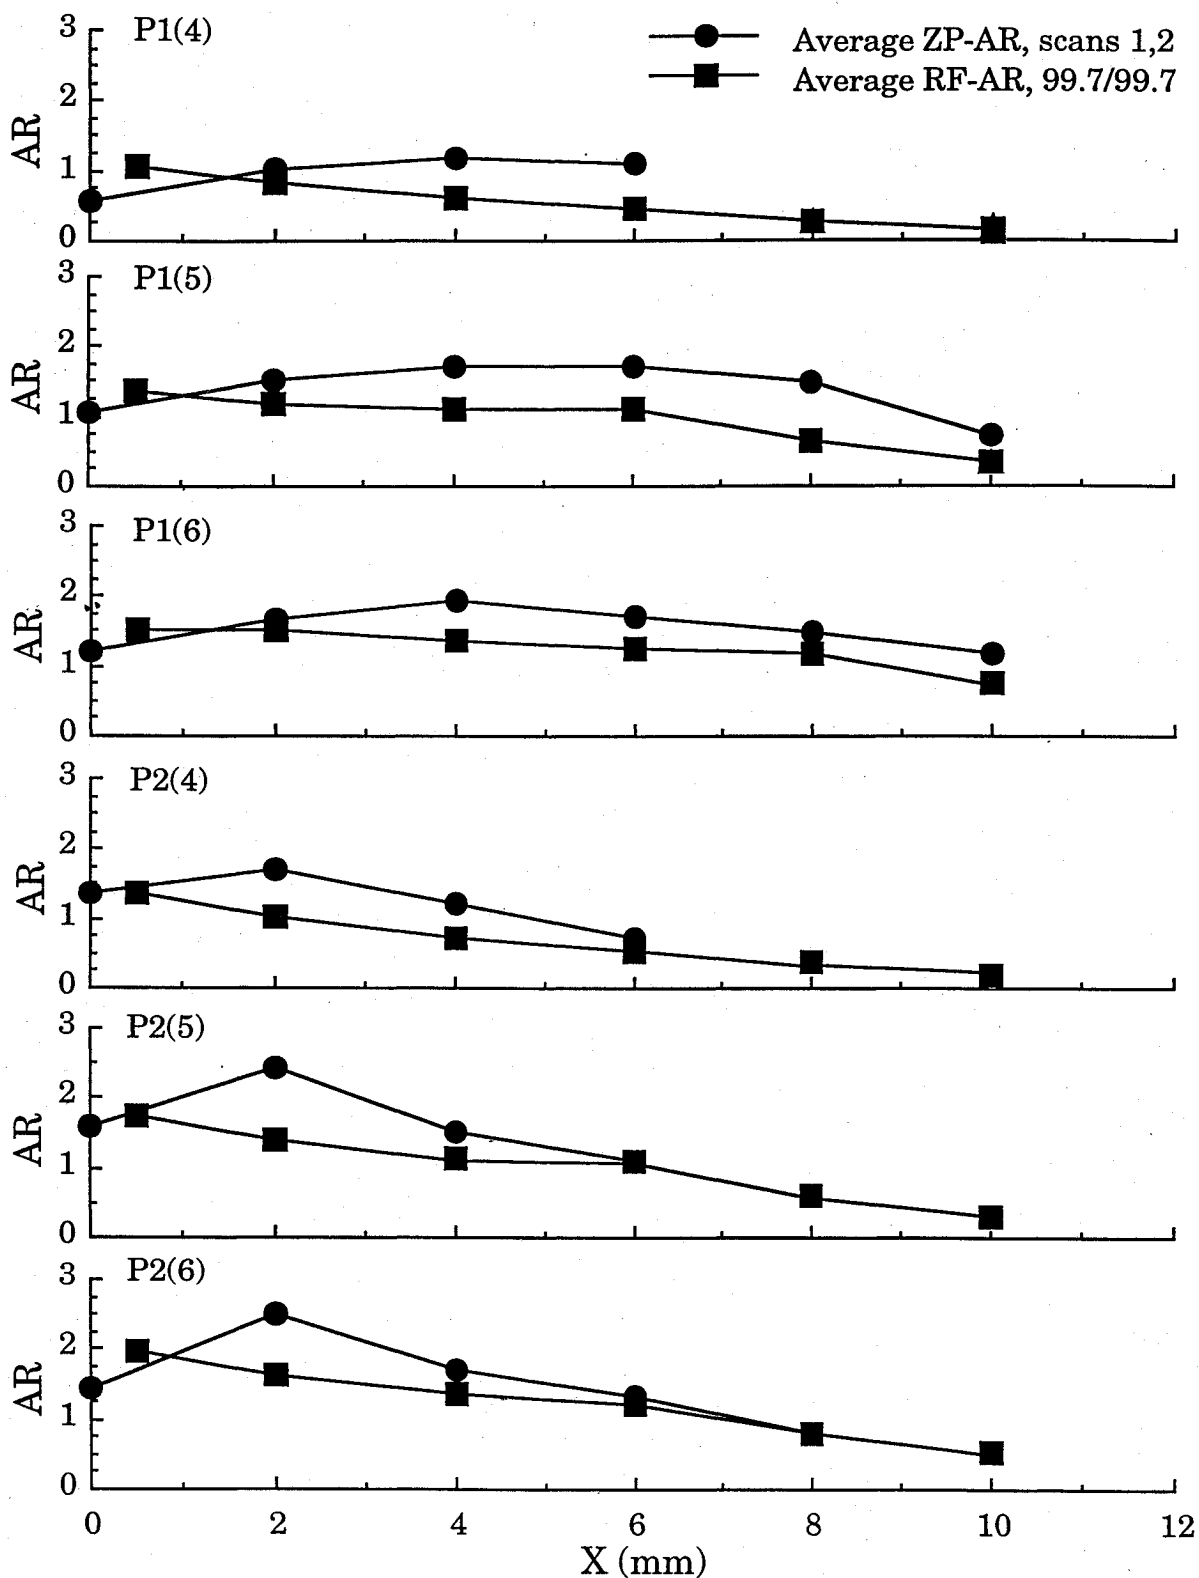 P1(4)
Average ZP-AR, scans 1,2
Average RF-AR, 99.7/99.7
3
2
1
0
AR
P1(5)
3
2
1
0
AR
P1(6)
3
2
1
0
AR
P2(4)
3
2
1
0
AR
P2(5)
3
2
1
0
AR
P2(6)
3
2
1
0
AR
0 2 4 6 8 10 12
X (mm)